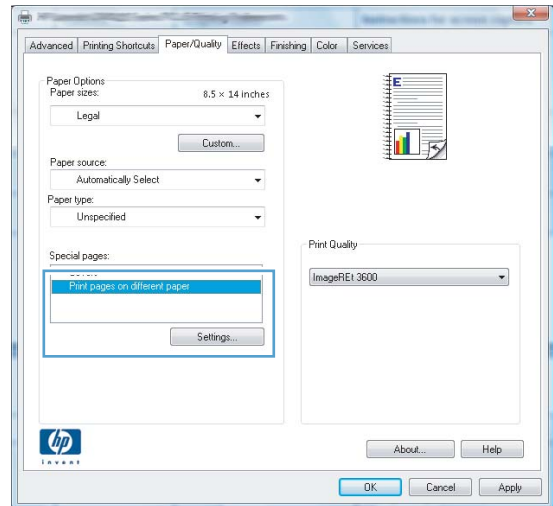 Advanced Printing Shortcuts Paper/Quality Effects Finishing Color Services
Paper Options
Paper sizes: 8.5 × 14 inches
Legal
Custom...
Paper source:
Automatically Select
Paper type:
Unspecified
Special pages:
Print pages on different paper
Settings...
E
Print Quality
ImageREt 3600
hp
invent
About... Help
OK Cancel Apply